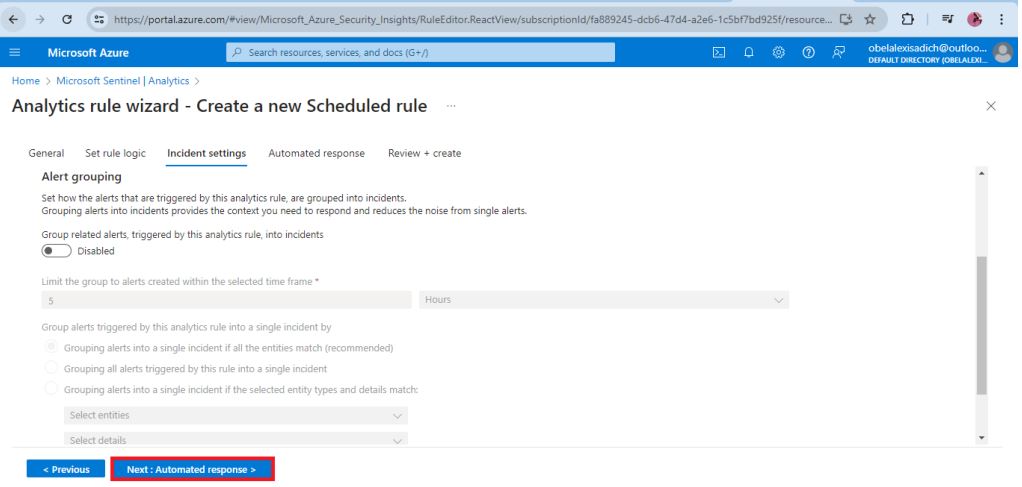 https://portal.azure.com/#view/Microsoft_Azure_Security_Insights/RuleEditor.ReactView/subscriptionId/fa889245-dcb6-47d4-a2e6-1c5bf7bd925f/resource...
Microsoft Azure
Search resources, services, and docs (G+/)
obelalexisadich@outloo...
DEFAULT DIRECTORY (OBELALEXI...
Home > Microsoft Sentinel | Analytics >
Analytics rule wizard - Create a new Scheduled rule ...
General Set rule logic Incident settings Automated response Review + create
Alert grouping
Set how the alerts that are triggered by this analytics rule, are grouped into incidents.
Grouping alerts into incidents provides the context you need to respond and reduces the noise from single alerts.
Group related alerts, triggered by this analytics rule, into incidents
Disabled
Limit the group to alerts created within the selected time frame *
5 Hours
Group alerts triggered by this analytics rule into a single incident by
Grouping alerts into a single incident if all the entities match (recommended)
Grouping all alerts triggered by this rule into a single incident
Grouping alerts into a single incident if the selected entity types and details match:
Select entities
Select details
< Previous Next : Automated response >